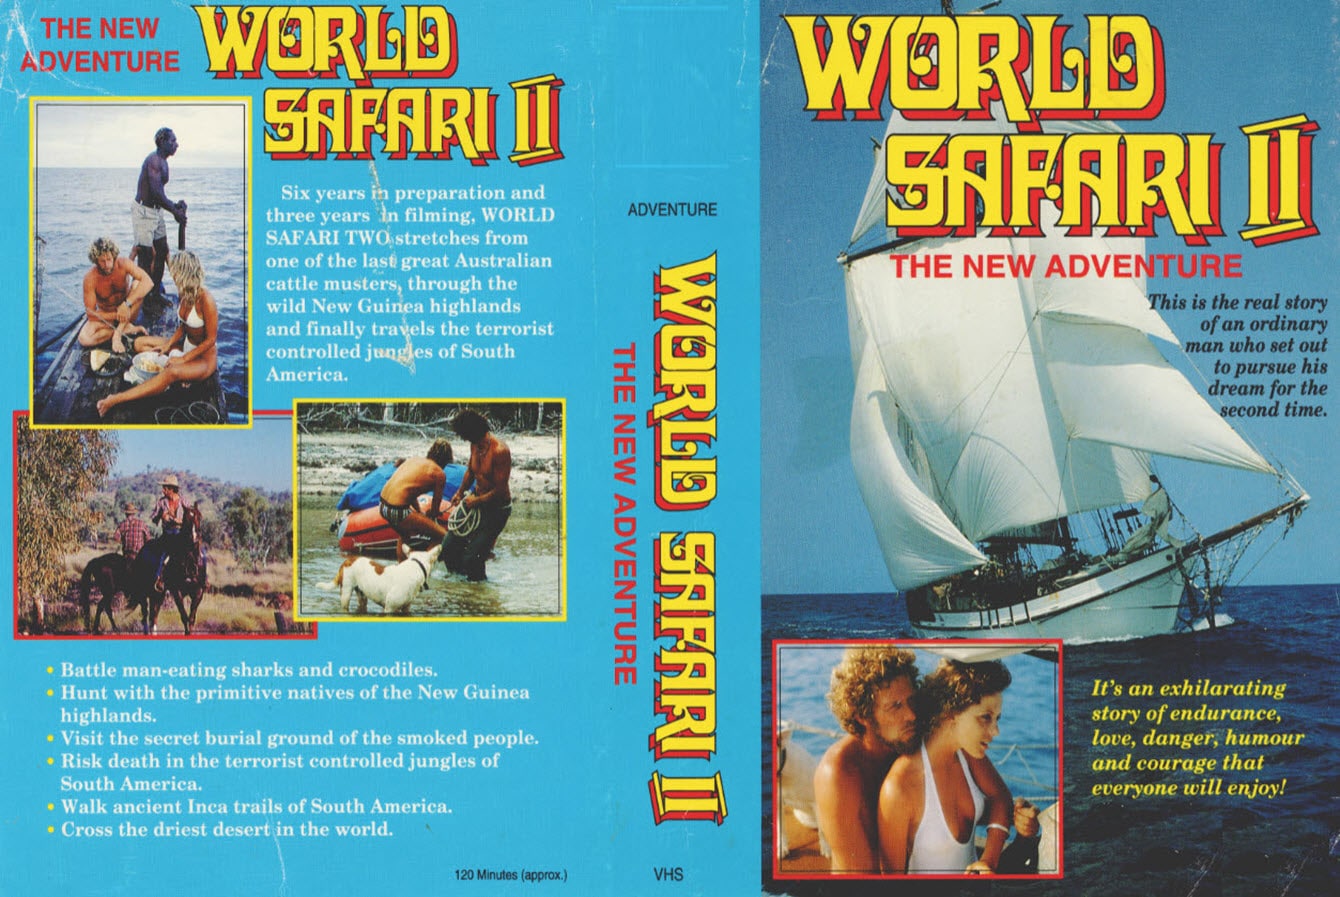 THE NEW
ADVENTURE
WORLD
SAFARI II
Six years in preparation and
three years in filming, WORLD
SAFARI TWO stretches from
one of the last great Australian
cattle musters, through the
wild New Guinea highlands
and finally travels the terrorist
controlled jungles of South
America.
• Battle man-eating sharks and crocodiles.
• Hunt with the primitive natives of the New Guinea
highlands.
• Visit the secret burial ground of the smoked people.
• Risk death in the terrorist controlled jungles of
South America.
• Walk ancient Inca trails of South America.
• Cross the driest desert in the world.
120 Minutes (approx.)
ADVENTURE
WORLD SAFARI II
THE NEW ADVENTURE
VHS
WORLD
SAFARI II
THE NEW ADVENTURE
This is the real story
of an ordinary
man who set out
to pursue his
dream for the
second time.
It's an exhilarating
story of endurance,
love, danger, humour
and courage that
everyone will enjoy!